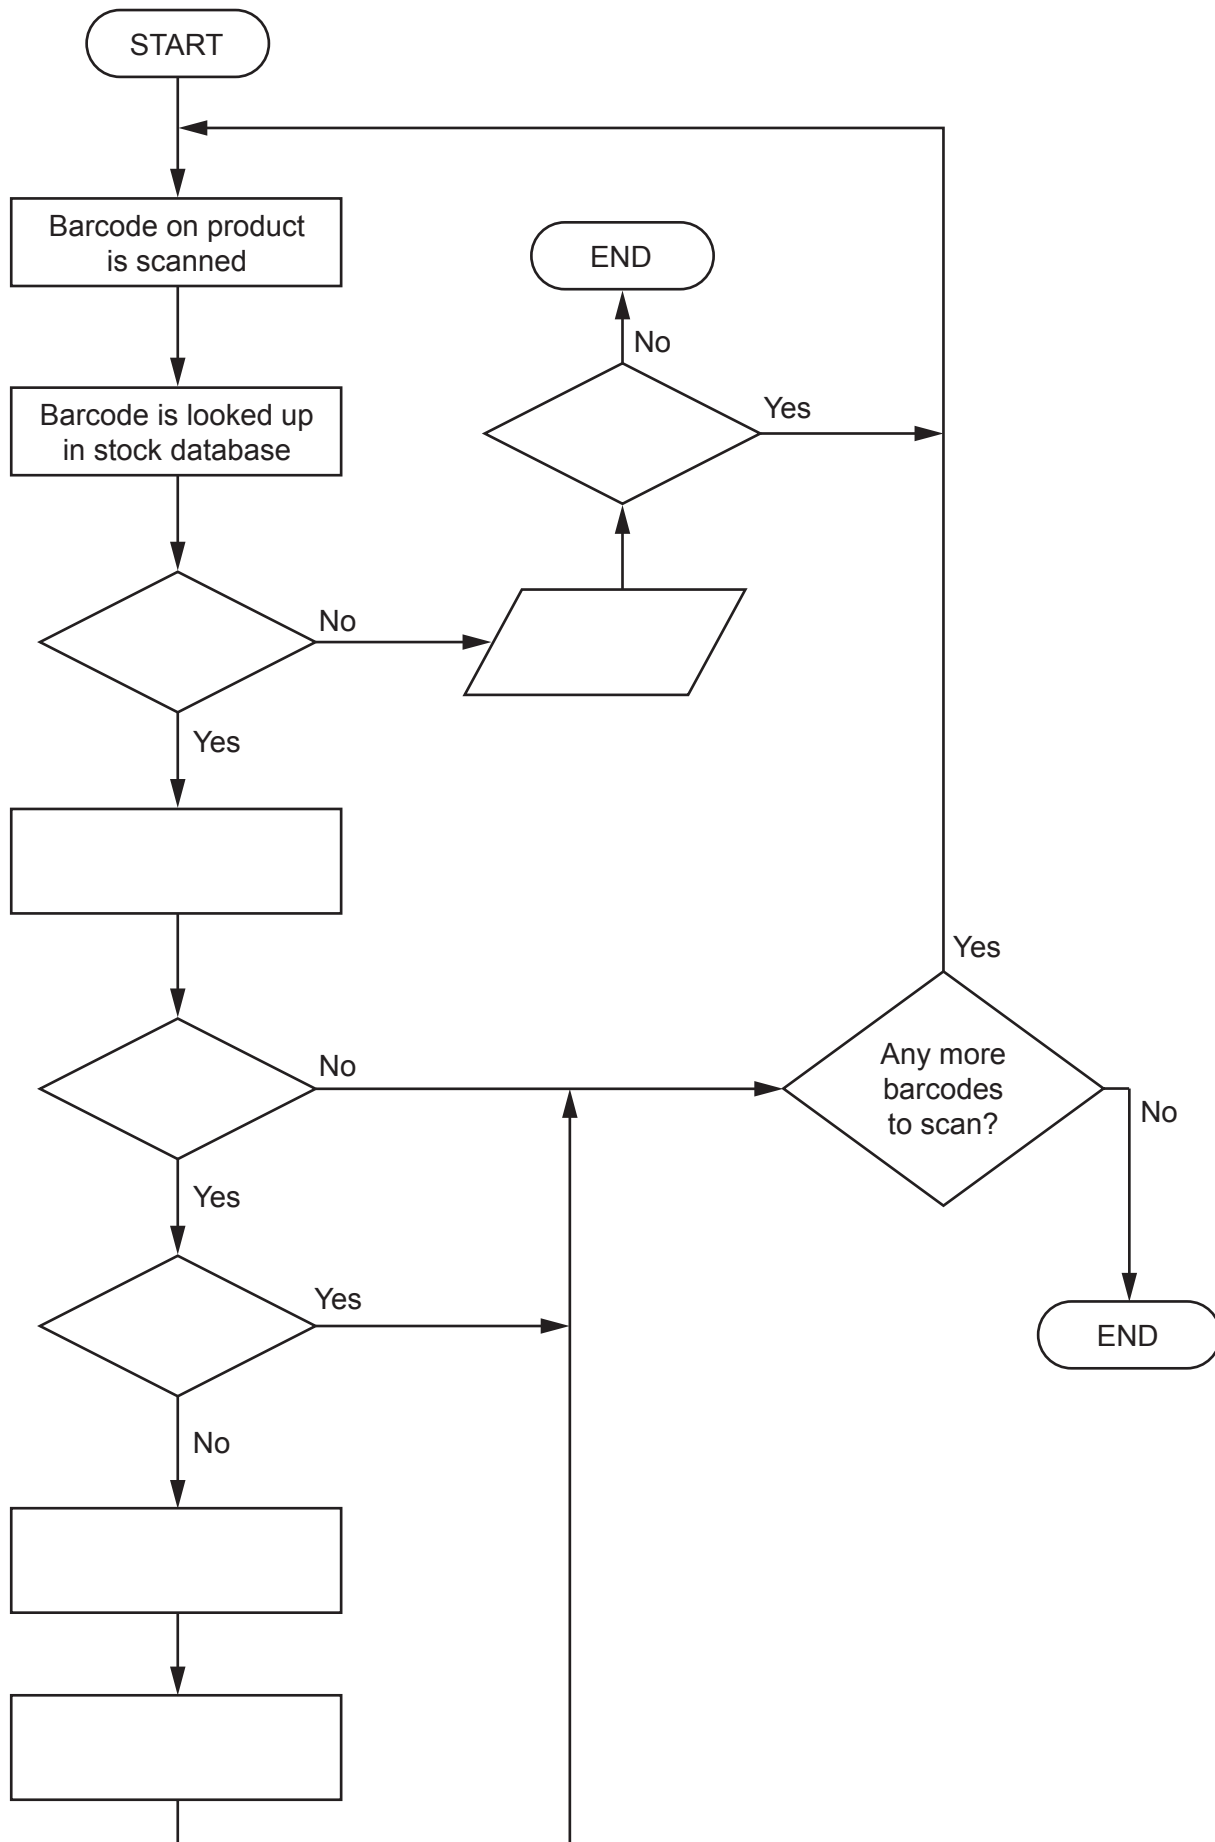 START
Barcode on product
is scanned
END
No
Barcode is looked up
in stock database
Yes
No
Yes
Yes
No
Any more
barcodes
to scan?
No
Yes
Yes
END
No